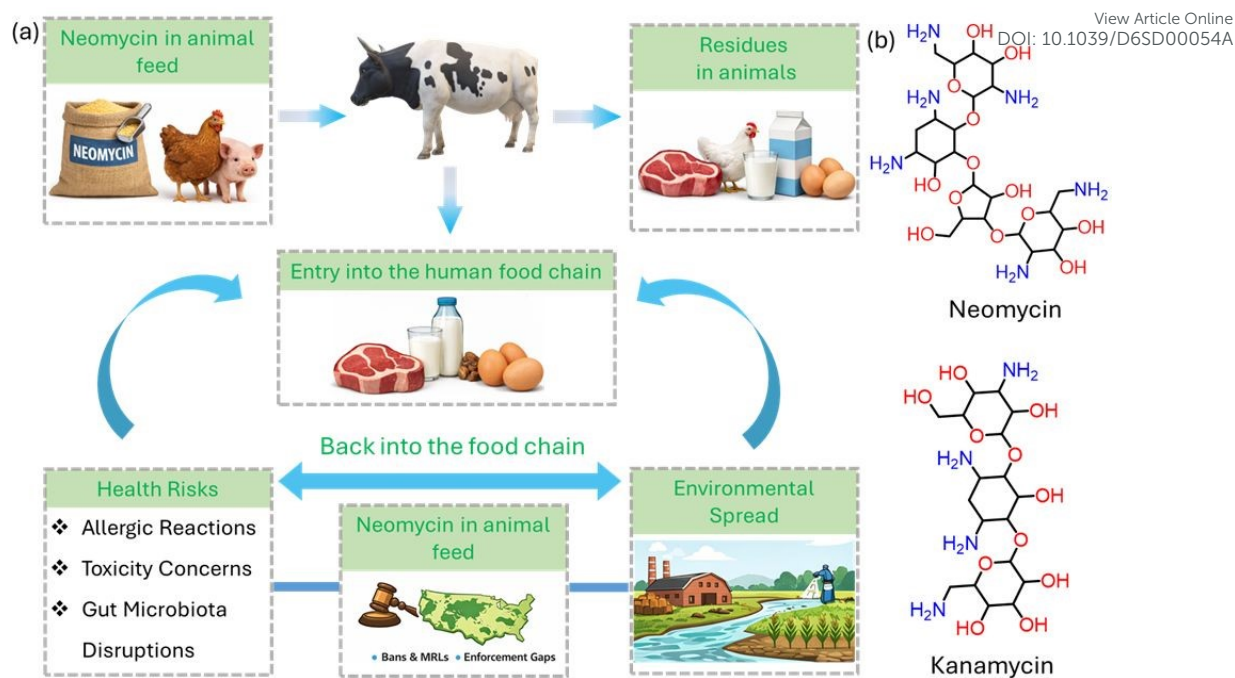 View Article Online
DOI: 10.1039/D6SD00054A
(a)
Neomycin in animal
feed
NEOMYCIN
Residues
in animals
Entry into the human food chain
Back into the food chain
Health Risks
❖ Allergic Reactions
❖ Toxicity Concerns
❖ Gut Microbiota
Disruptions
Neomycin in animal
feed
• Bans & MRLs • Enforcement Gaps
Environmental
Spread
(b)
H₂N
OH
OH
H₂N
NH₂
O
O
H₂N
HO
O
O
OH
O
NH₂
HO
O
O
OH
H₂N
OH
Neomycin
HO
NH₂
HO
OH
O
O
H₂N
OH
H₂N
O
O
OH
H₂N
HO
OH
Kanamycin